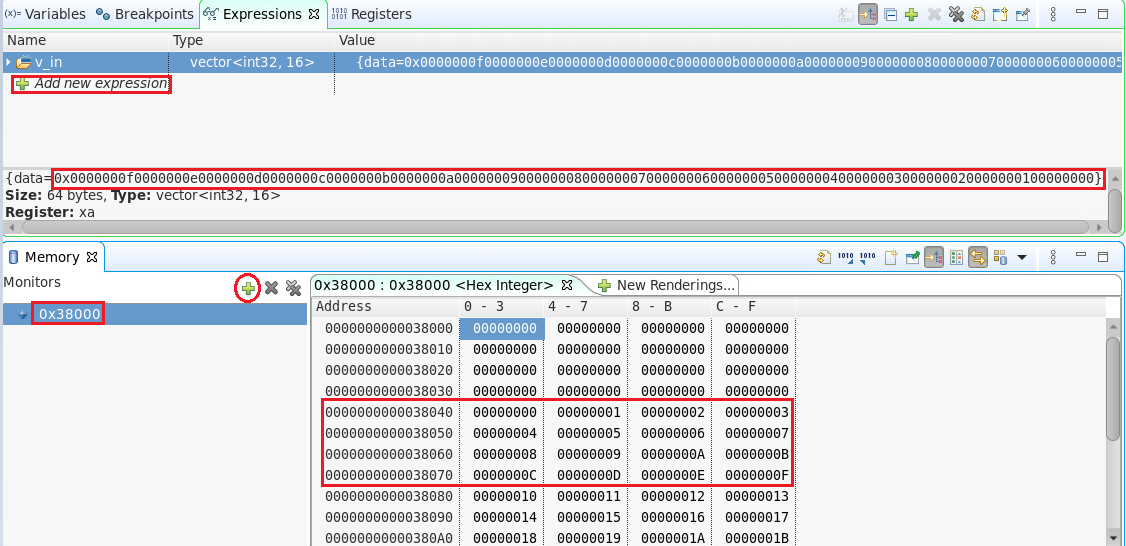 (x)= Variables Breakpoints Expressions Registers
Name Type Value
v_in vector<int32, 16> {data=0x0000000f0000000e0000000d0000000c0000000b0000000a0000000900000008000000070000000600000005
Add new expression
{data=0x0000000f0000000e0000000d0000000c0000000b0000000a00000009000000080000000700000006000000050000000400000003000000020000000100000000}
Size: 64 bytes, Type: vector<int32, 16>
Register: xa
Memory
Monitors
0x38000
0x38000 : 0x38000 <Hex Integer> New Renderings...
Address 0 - 3 4 - 7 8 - B C - F
0000000000038000 00000000 00000000 00000000 00000000
0000000000038010 00000000 00000000 00000000 00000000
0000000000038020 00000000 00000000 00000000 00000000
0000000000038030 00000000 00000000 00000000 00000000
0000000000038040 00000000 00000001 00000002 00000003
0000000000038050 00000004 00000005 00000006 00000007
0000000000038060 00000008 00000009 0000000A 0000000B
0000000000038070 0000000C 0000000D 0000000E 0000000F
0000000000038080 00000010 00000011 00000012 00000013
0000000000038090 00000014 00000015 00000016 00000017
00000000000380A0 00000018 00000019 0000001A 0000001B